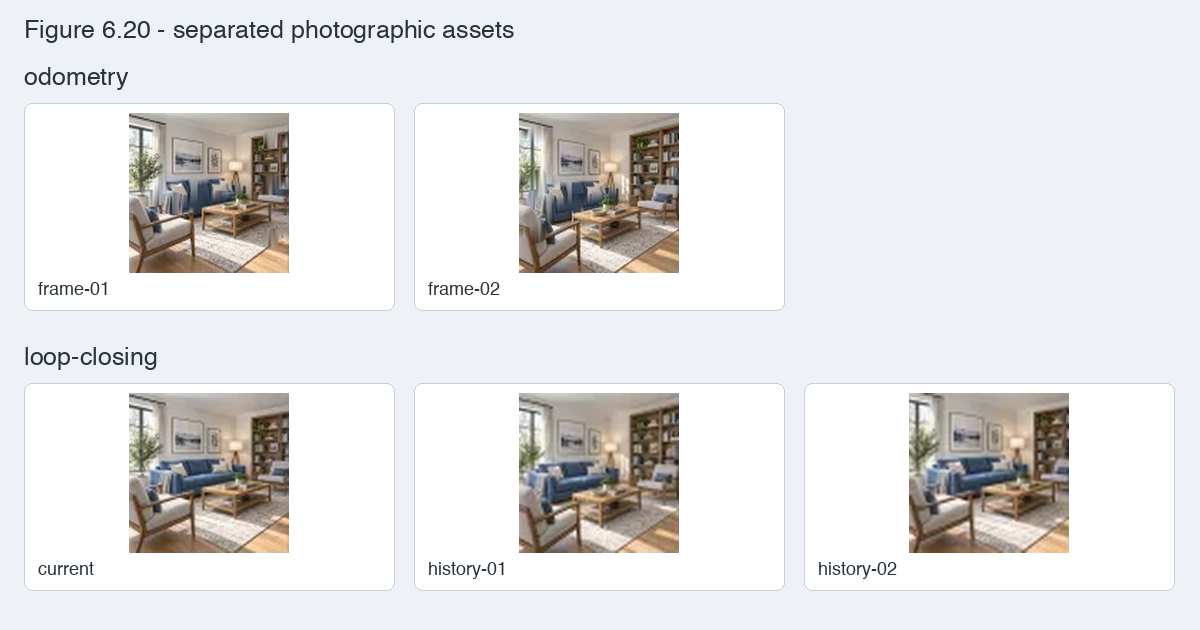 Figure 6.20 - separated photographic assets
odometry
frame-01
frame-02
loop-closing
current
history-01
history-02